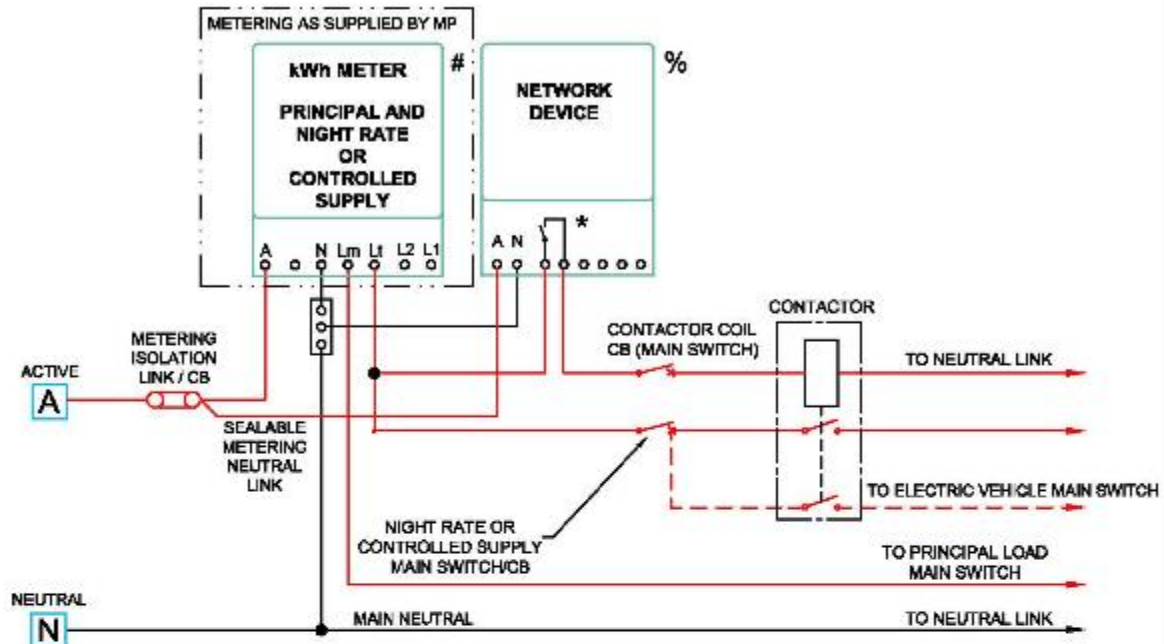 METERING AS SUPPLIED BY MP
kWh METER
#
PRINCIPAL AND
NIGHT RATE
OR
CONTROLLED
SUPPLY
A N Lm Lt L2 L1
NETWORK
DEVICE
%
A N
*
METERING
ISOLATION
LINK / CB
ACTIVE
A
SEALABLE
METERING
NEUTRAL
LINK
CONTACTOR COIL
CB (MAIN SWITCH)
CONTACTOR
TO NEUTRAL LINK
TO ELECTRIC VEHICLE MAIN SWITCH
NIGHT RATE OR
CONTROLLED SUPPLY
MAIN SWITCH/CB
TO PRINCIPAL LOAD
MAIN SWITCH
NEUTRAL
N
MAIN NEUTRAL
TO NEUTRAL LINK